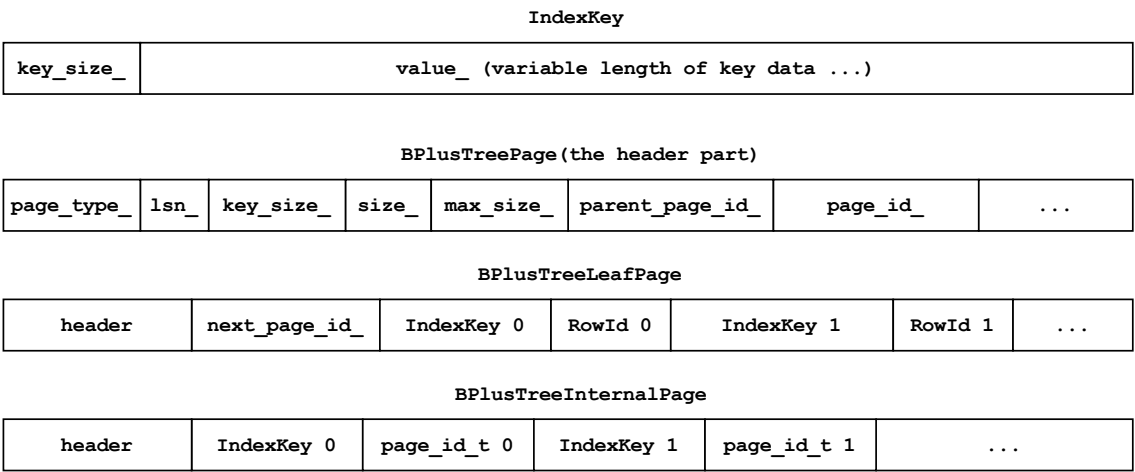 IndexKey
key_size_ value_ (variable length of key data ...)
BPlusTreePage(the header part)
page_type_ lsn_ key_size_ size_ max_size_ parent_page_id_ page_id_ ...
BPlusTreeLeafPage
header next_page_id_ IndexKey 0 RowId 0 IndexKey 1 RowId 1 ...
BPlusTreeInternalPage
header IndexKey 0 page_id_t 0 IndexKey 1 page_id_t 1 ...